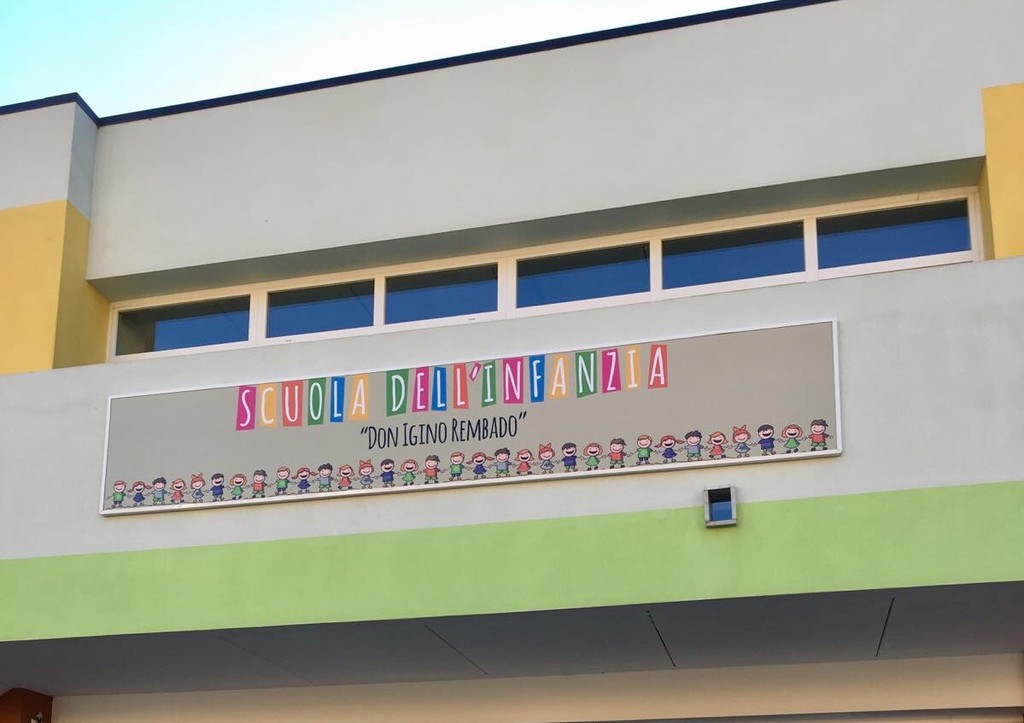 SCUOLA DELL'INFANZIA
"DON IGINO REMBADO"